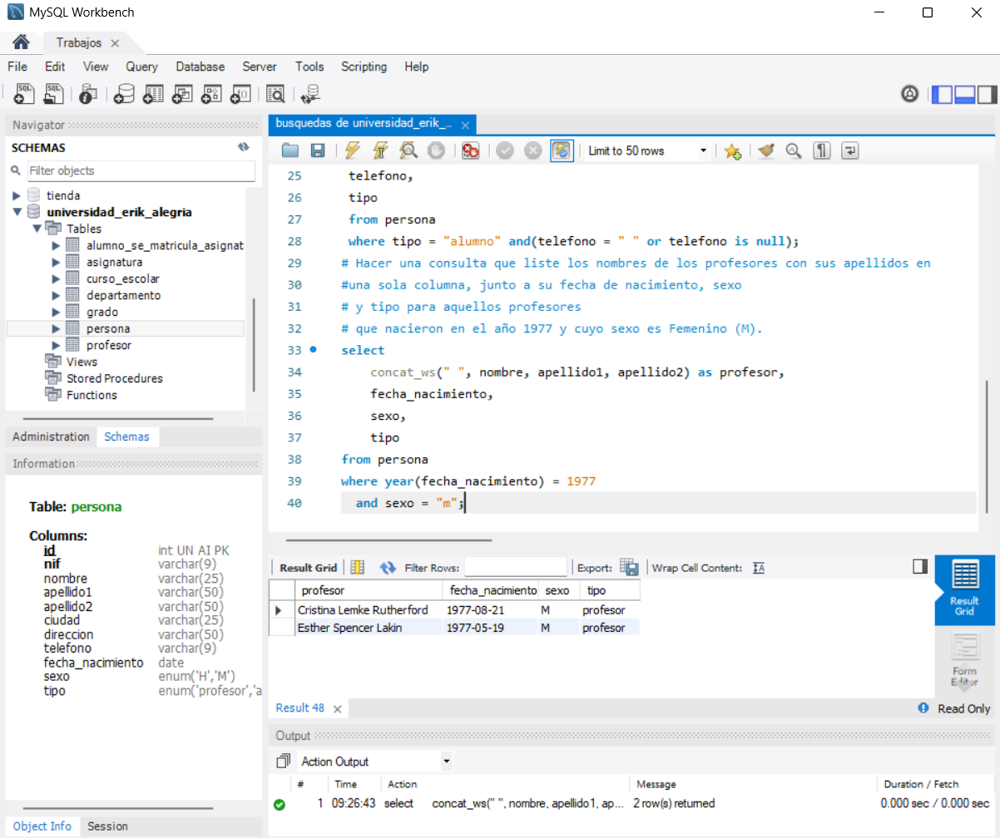 MySQL Workbench
Trabajos
File Edit View Query Database Server Tools Scripting Help
Navigator
SCHEMAS
Filter objects
tienda
universidad_erik_alegria
Tables
alumno_se_matricula_asignat
asignatura
curso_escolar
departamento
grado
persona
profesor
Views
Stored Procedures
Functions
Administration Schemas
Information
Table: persona
Columns:
id int UN AI PK
nif varchar(9)
nombre varchar(25)
apellido1 varchar(50)
apellido2 varchar(50)
ciudad varchar(25)
direccion varchar(50)
telefono varchar(9)
fecha_nacimiento date
sexo enum('H','M')
tipo enum('profesor','a
Object Info Session
busquedas de universidad_erik_...
Limit to 50 rows
25 telefono,
26 tipo
27 from persona
28 where tipo = "alumno" and(telefono = " " or telefono is null);
29 # Hacer una consulta que liste los nombres de los profesores con sus apellidos en
30 #una sola columna, junto a su fecha de nacimiento, sexo
31 # y tipo para aquellos profesores
32 # que nacieron en el año 1977 y cuyo sexo es Femenino (M).
33 select
34 concat_ws(" ", nombre, apellido1, apellido2) as profesor,
35 fecha_nacimiento,
36 sexo,
37 tipo
38 from persona
39 where year(fecha_nacimiento) = 1977
40 and sexo = "m";
Result Grid Filter Rows: Export: Wrap Cell Content:
profesor fecha_nacimiento sexo tipo
Cristina Lemke Rutherford 1977-08-21 M profesor
Esther Spencer Lakin 1977-05-19 M profesor
Result
Grid
Form
Editor
Result 48
Read Only
Output
Action Output
# Time Action Message Duration / Fetch
1 09:26:43 select concat_ws(" ", nombre, apellido1, ap... 2 row(s) returned 0.000 sec / 0.000 sec